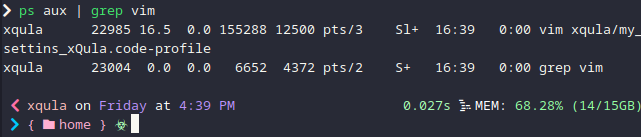 ❯ ps aux | grep vim
xqula 22985 16.5 0.0 155288 12500 pts/3 Sl+ 16:39 0:00 vim xqula/my_
settins_xQula.code-profile
xqula 23004 0.0 0.0 6652 4372 pts/2 S+ 16:39 0:00 grep vim
❮ xqula on Friday at 4:39 PM 0.027s MEM: 68.28% (14/15GB)
❯ { home }